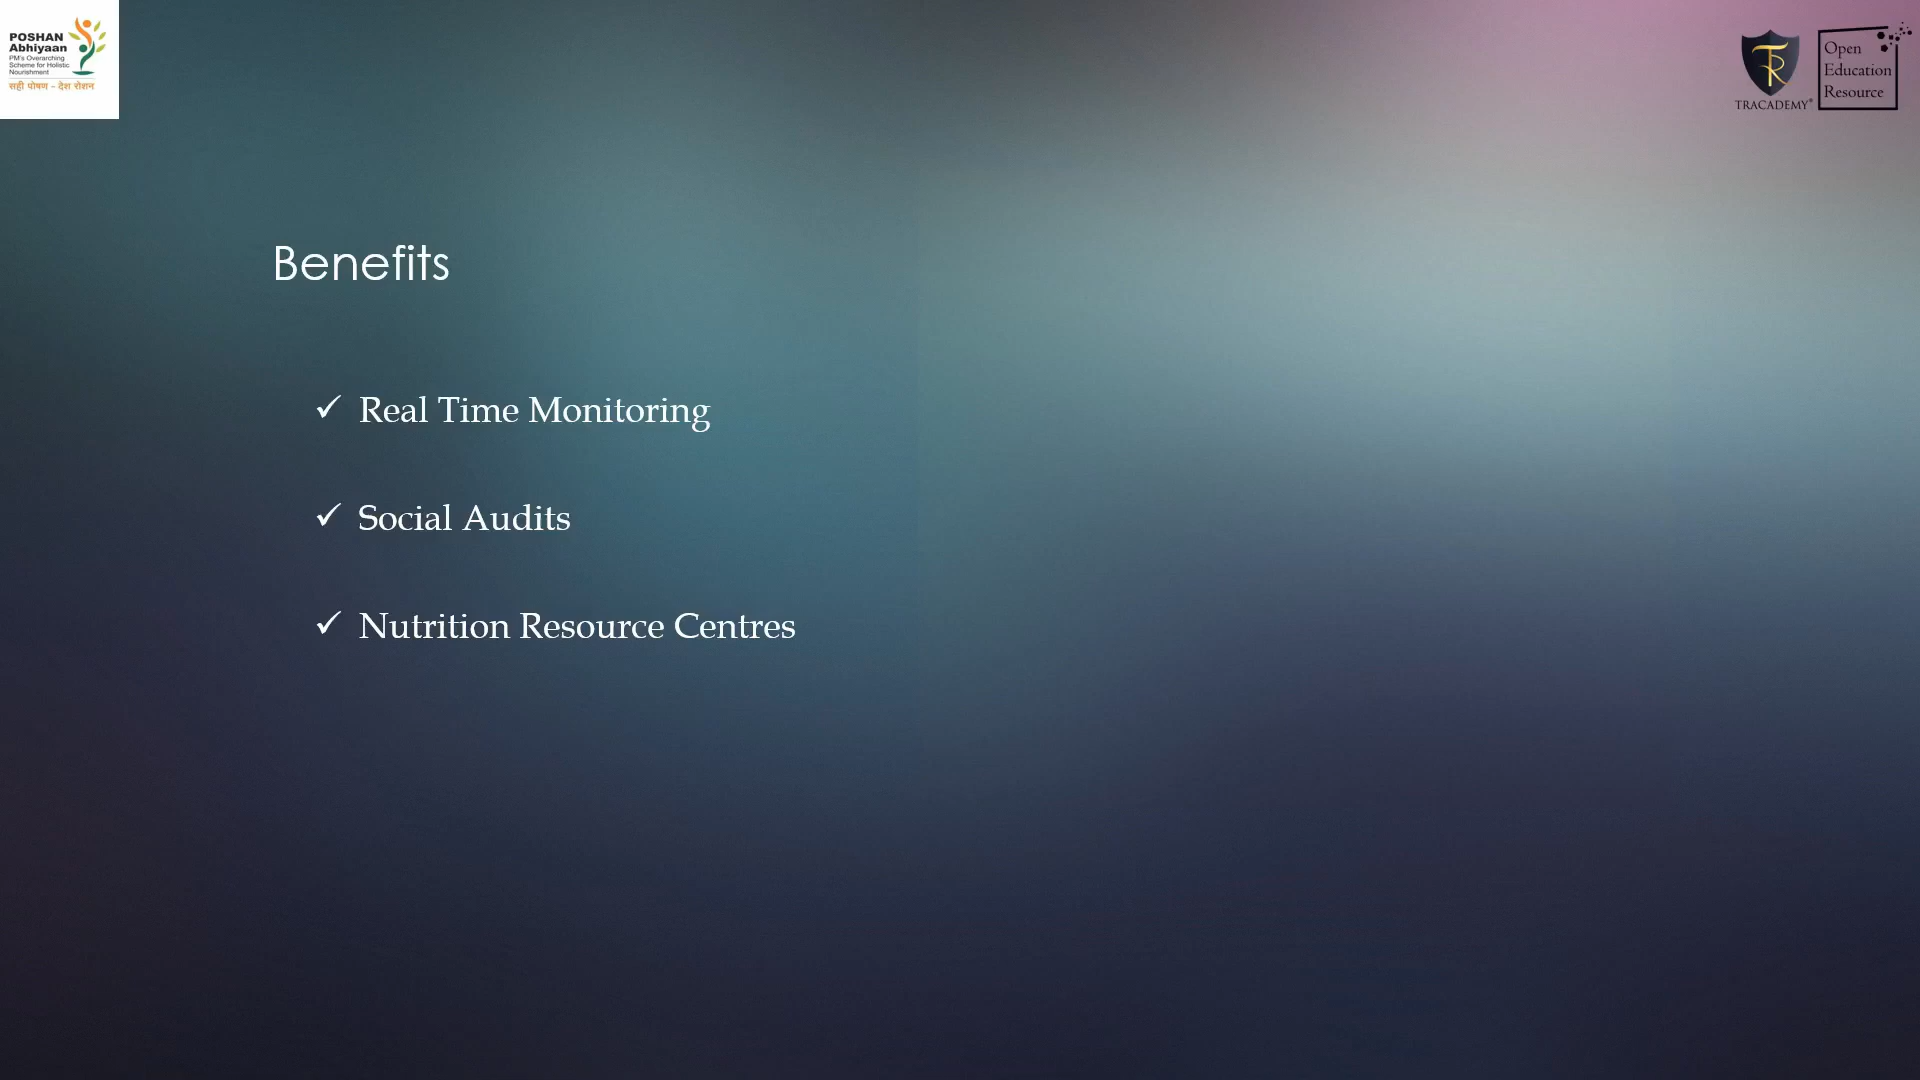 POSHAN
Abhiyaan
PM's Overarching
Scheme for Holistic
Nourishment
सही पोषण - देश रोशन
TRACADEMY®
Open
Education
Resource
Benefits
✓ Real Time Monitoring
✓ Social Audits
✓ Nutrition Resource Centres